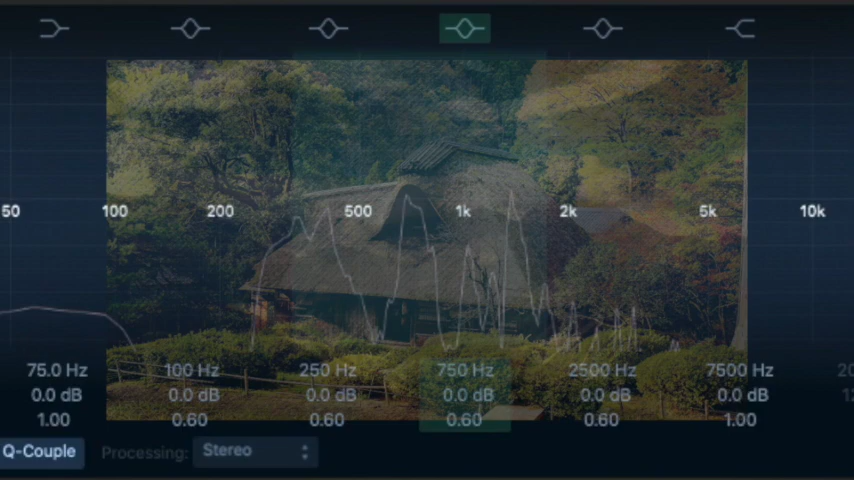 50 100 200 500 1k 2k 5k 10k
75.0 Hz 100 Hz 250 Hz 750 Hz 2500 Hz 7500 Hz 20
0.0 dB 0.0 dB 0.0 dB 0.0 dB 0.0 dB 0.0 dB 12
1.00 0.60 0.60 0.60 0.60 1.00
Q-Couple Processing: Stereo